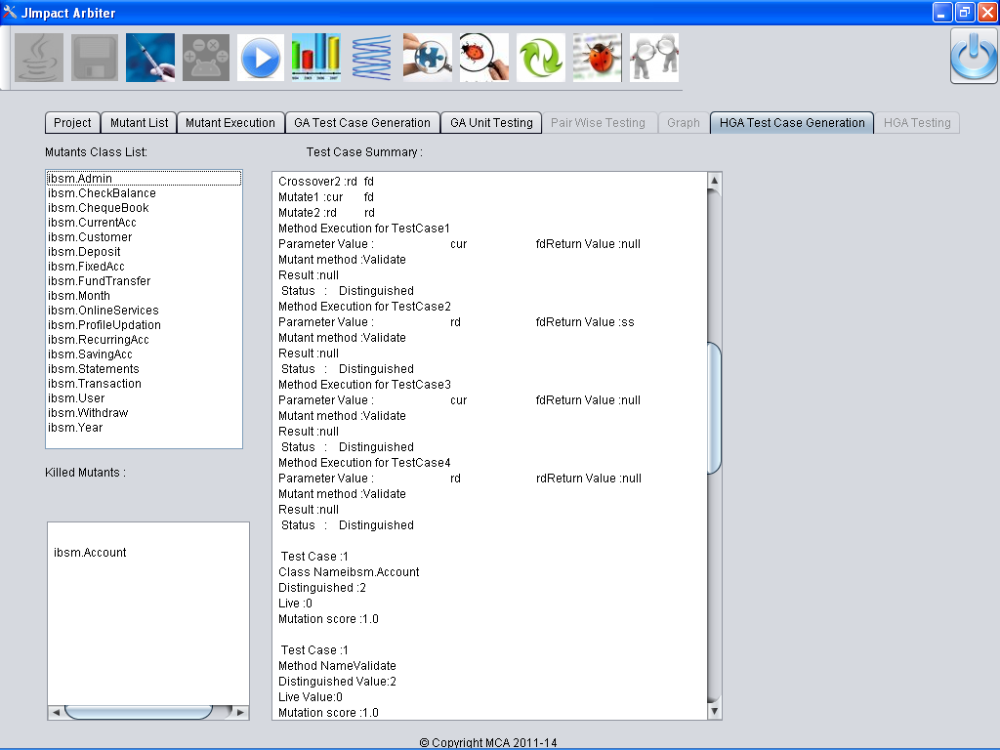 JImpact Arbiter
Project Mutant List Mutant Execution GA Test Case Generation GA Unit Testing Pair Wise Testing Graph HGA Test Case Generation HGA Testing
Mutants Class List:
ibsm.Admin
ibsm.CheckBalance
ibsm.ChequeBook
ibsm.CurrentAcc
ibsm.Customer
ibsm.Deposit
ibsm.FixedAcc
ibsm.FundTransfer
ibsm.Month
ibsm.OnlineServices
ibsm.ProfileUpdation
ibsm.RecurringAcc
ibsm.SavingAcc
ibsm.Statements
ibsm.Transaction
ibsm.User
ibsm.Withdraw
ibsm.Year
Killed Mutants :
ibsm.Account
Test Case Summary :
Crossover2 :rd fd
Mutate1 :cur fd
Mutate2 :rd rd
Method Execution for TestCase1
Parameter Value : cur fdReturn Value :null
Mutant method :Validate
Result :null
Status : Distinguished
Method Execution for TestCase2
Parameter Value : rd fdReturn Value :ss
Mutant method :Validate
Result :null
Status : Distinguished
Method Execution for TestCase3
Parameter Value : cur fdReturn Value :null
Mutant method :Validate
Result :null
Status : Distinguished
Method Execution for TestCase4
Parameter Value : rd rdReturn Value :null
Mutant method :Validate
Result :null
Status : Distinguished
Test Case :1
Class Nameibsm.Account
Distinguished :2
Live :0
Mutation score :1.0
Test Case :1
Method NameValidate
Distinguished Value:2
Live Value:0
Mutation score :1.0
© Copyright MCA 2011-14